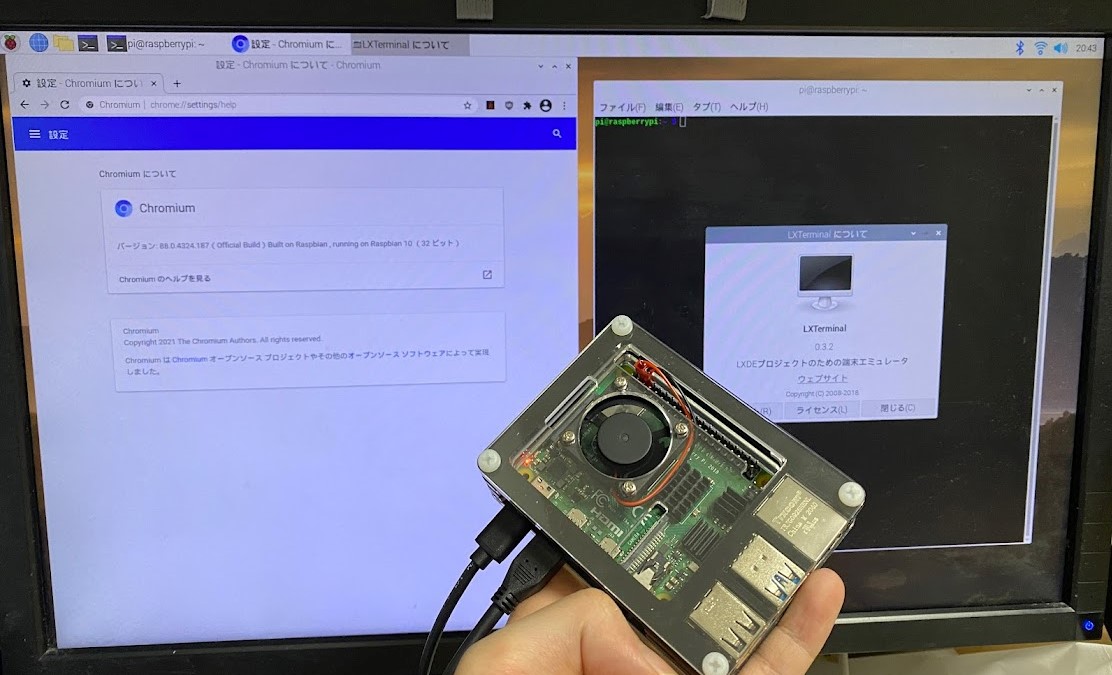 pi@raspberrypi: ~
設定 - Chromium に...
LXTerminal について
20:43
設定 - Chromium について - Chromium
設定 - Chromium につい
Chromium | chrome://settings/help
設定
Chromium について
Chromium
バージョン: 88.0.4324.187 ( Official Build ) Built on Raspbian , running on Raspbian 10 （32 ビット）
Chromium のヘルプを見る
Chromium
Copyright 2021 The Chromium Authors. All rights reserved.
Chromium は Chromium オープンソース プロジェクトやその他のオープンソース ソフトウェアによって実現
しました。
pi@raspberrypi: ~
ファイル(F) 編集(E) タブ(T) ヘルプ(H)
pi@raspberrypi:~ $
LXTerminal について
LXTerminal
0.3.2
LXDEプロジェクトのための端末エミュレータ
ウェブサイト
Copyright (C) 2008-2018
(R)
ライセンス(L)
閉じる(C)
FC
HDMI